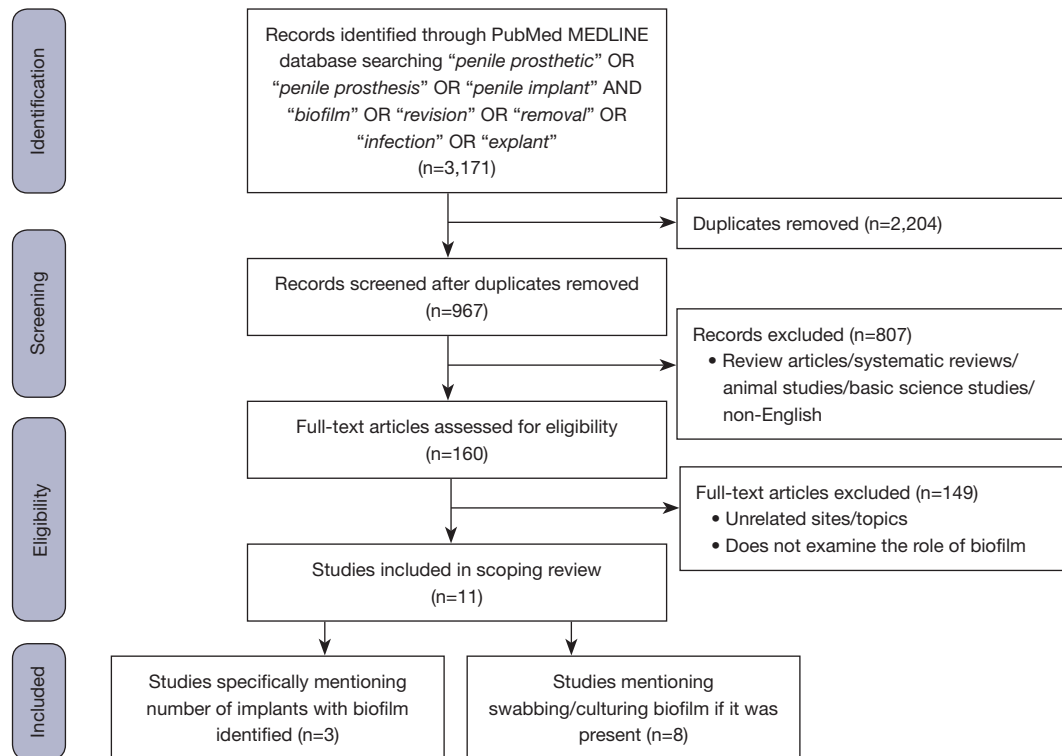 Identification
Records identified through PubMed MEDLINE
database searching “penile prosthetic” OR
“penile prosthesis” OR “penile implant” AND
“biofilm” OR “revision” OR “removal” OR
“infection” OR “explant”
(n=3,171)
Duplicates removed (n=2,204)
Screening
Records screened after duplicates removed
(n=967)
Records excluded (n=807)
• Review articles/systematic reviews/
animal studies/basic science studies/
non-English
Eligibility
Full-text articles assessed for eligibility
(n=160)
Full-text articles excluded (n=149)
• Unrelated sites/topics
• Does not examine the role of biofilm
Studies included in scoping review
(n=11)
Included
Studies specifically mentioning
number of implants with biofilm
identified (n=3)
Studies mentioning
swabbing/culturing biofilm if it was
present (n=8)